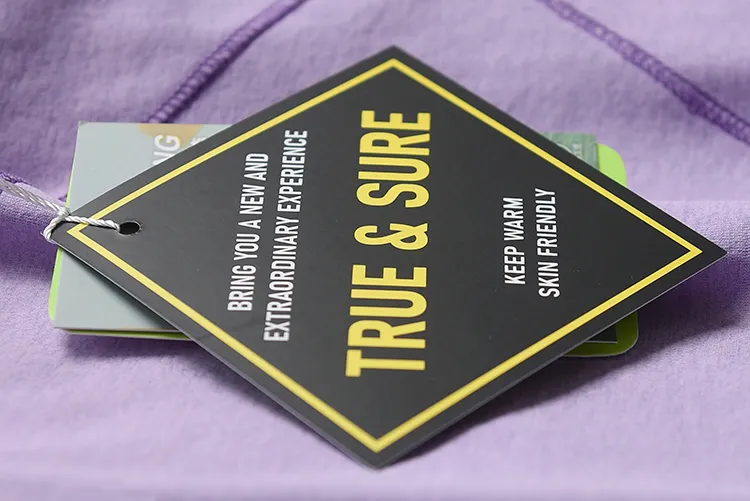 BRING YOU A NEW AND
EXTRAORDINARY EXPERIENCE
TRUE & SURE
KEEP WARM
SKIN FRIENDLY